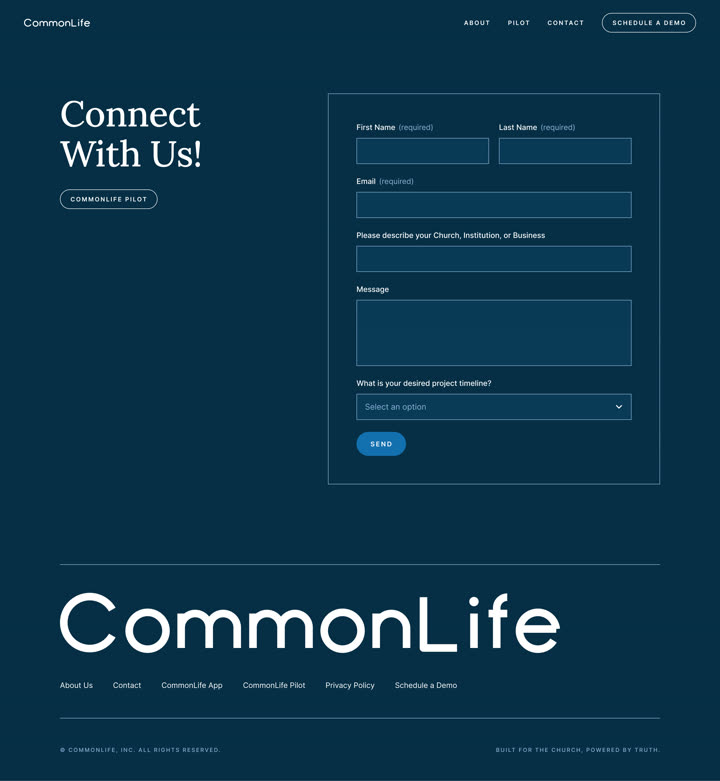 CommonLife
ABOUT PILOT CONTACT SCHEDULE A DEMO
Connect
With Us!
COMMONLIFE PILOT
First Name (required) Last Name (required)
Email (required)
Please describe your Church, Institution, or Business
Message
What is your desired project timeline?
Select an option
SEND
CommonLife
About Us Contact CommonLife App CommonLife Pilot Privacy Policy Schedule a Demo
© COMMONLIFE, INC. ALL RIGHTS RESERVED. BUILT FOR THE CHURCH, POWERED BY TRUTH.